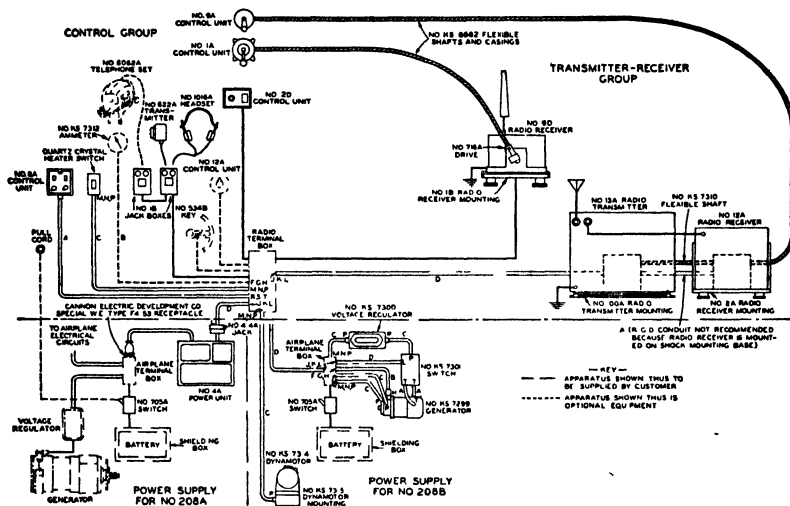 CONTROL GROUP
NO. 9A
CONTROL UNIT
NO 1A
CONTROL UNIT
NO KS 6662 FLEXIBLE
SHAFTS AND CASINGS
TRANSMITTER-RECEIVER
GROUP
TELEPHONE SET
NO KS 7312
AMMETER
QUARTZ CRYSTAL
HEATER SWITCH
NO 8A
CONTROL
UNIT
NO 622A
TRANS-
MITTER
NO 1016A
HEADSET
NO 2D
CONTROL UNIT
NO 12A
CONTROL UNIT
NO 1B
JACK BOXES
NO 534B
KEY
M.N.P
PULL
CORD
A
C
B
RADIO
TERMINAL
BOX
F G H
M.N.P
R S T
J K L
J K L
M.N.P
D
D
C
NO 9D
RADIO RECEIVER
NO 716A
DRIVE
NO 1B RADIO
RECEIVER MOUNTING
NO 13A RADIO
TRANSMITTER
NO KS 7310
FLEXIBLE SHAFT
NO 12A
RADIO RECEIVER
RADIO
TRANSMITTER MOUNTING
NO 2A RADIO
RECEIVER MOUNTING
CONDUIT NOT RECOMMENDED
BECAUSE RADIO RECEIVER IS MOUNT-
ED ON SHOCK MOUNTING BASE)
CANNON ELECTRIC DEVELOPMENT CO
SPECIAL W.E TYPE F4 53 RECEPTACLE
TO AIRPLANE
ELECTRICAL
CIRCUITS
JACK
AIRPLANE
TERMINAL
BOX
NO 4A
POWER UNIT
NO 705A
SWITCH
VOLTAGE
REGULATOR
BATTERY
SHIELDING
BOX
GENERATOR
POWER SUPPLY
FOR NO 208A
NO KS 7300
VOLTAGE REGULATOR
C P P C
AIRPLANE
TERMINAL
BOX
M.N.P
J K L
F G H
M.N.P
D
NO KS 7301
SWITCH
NO KS 7299
GENERATOR
NO 705A
SWITCH
BATTERY
SHIELDING
BOX
DYNAMOTOR
P
DYNAMOTOR
MOUNTING
POWER SUPPLY
FOR NO 208B
—KEY—
APPARATUS SHOWN THUS TO
BE SUPPLIED BY CUSTOMER
APPARATUS SHOWN THUS IS
OPTIONAL EQUIPMENT